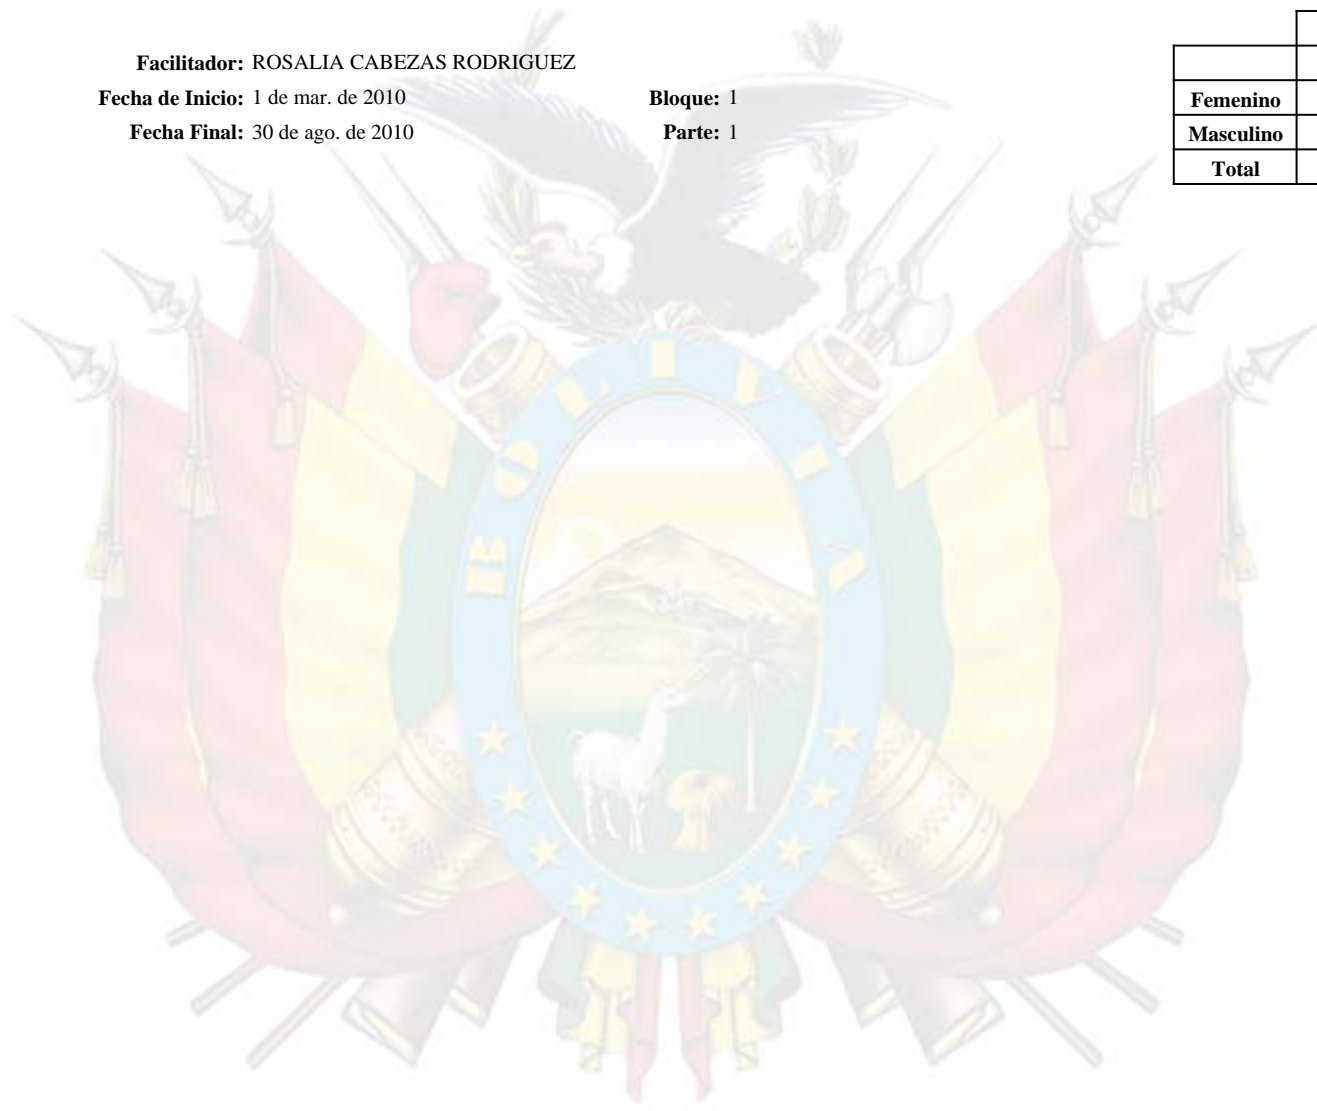 Facilitador: ROSALIA CABEZAS RODRIGUEZ
Fecha de Inicio: 1 de mar. de 2010 Bloque: 1
Fecha Final: 30 de ago. de 2010 Parte: 1
Femenino
Masculino
Total
BOLIVIA